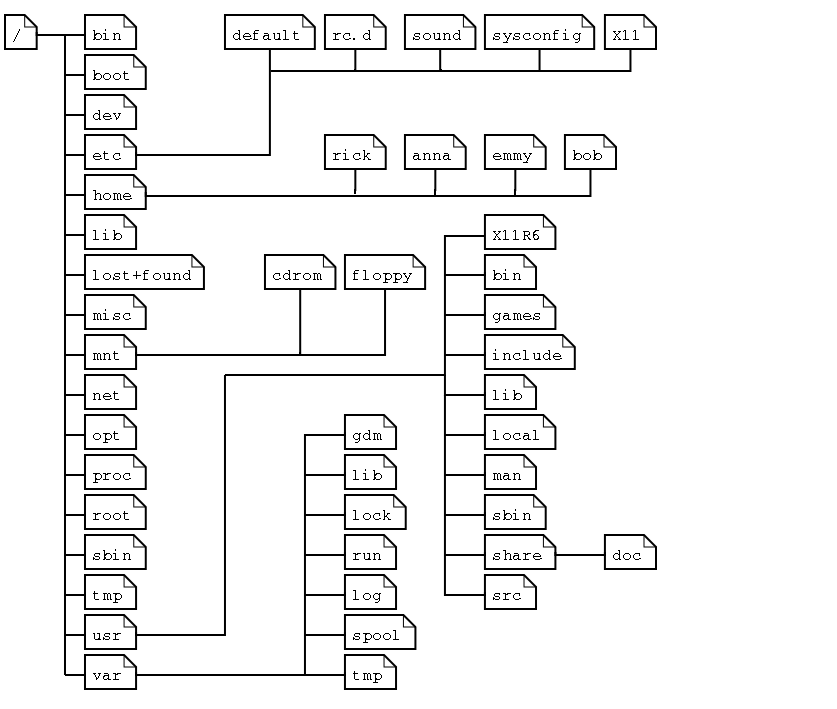 / bin default rc.d sound sysconfig X11
boot
dev
etc rick anna emmy bob
home
lib X11R6
lost+found cdrom floppy bin
misc games
mnt include
net lib
opt gdm local
proc lib man
root lock sbin
sbin run share doc
tmp log src
usr spool
var tmp